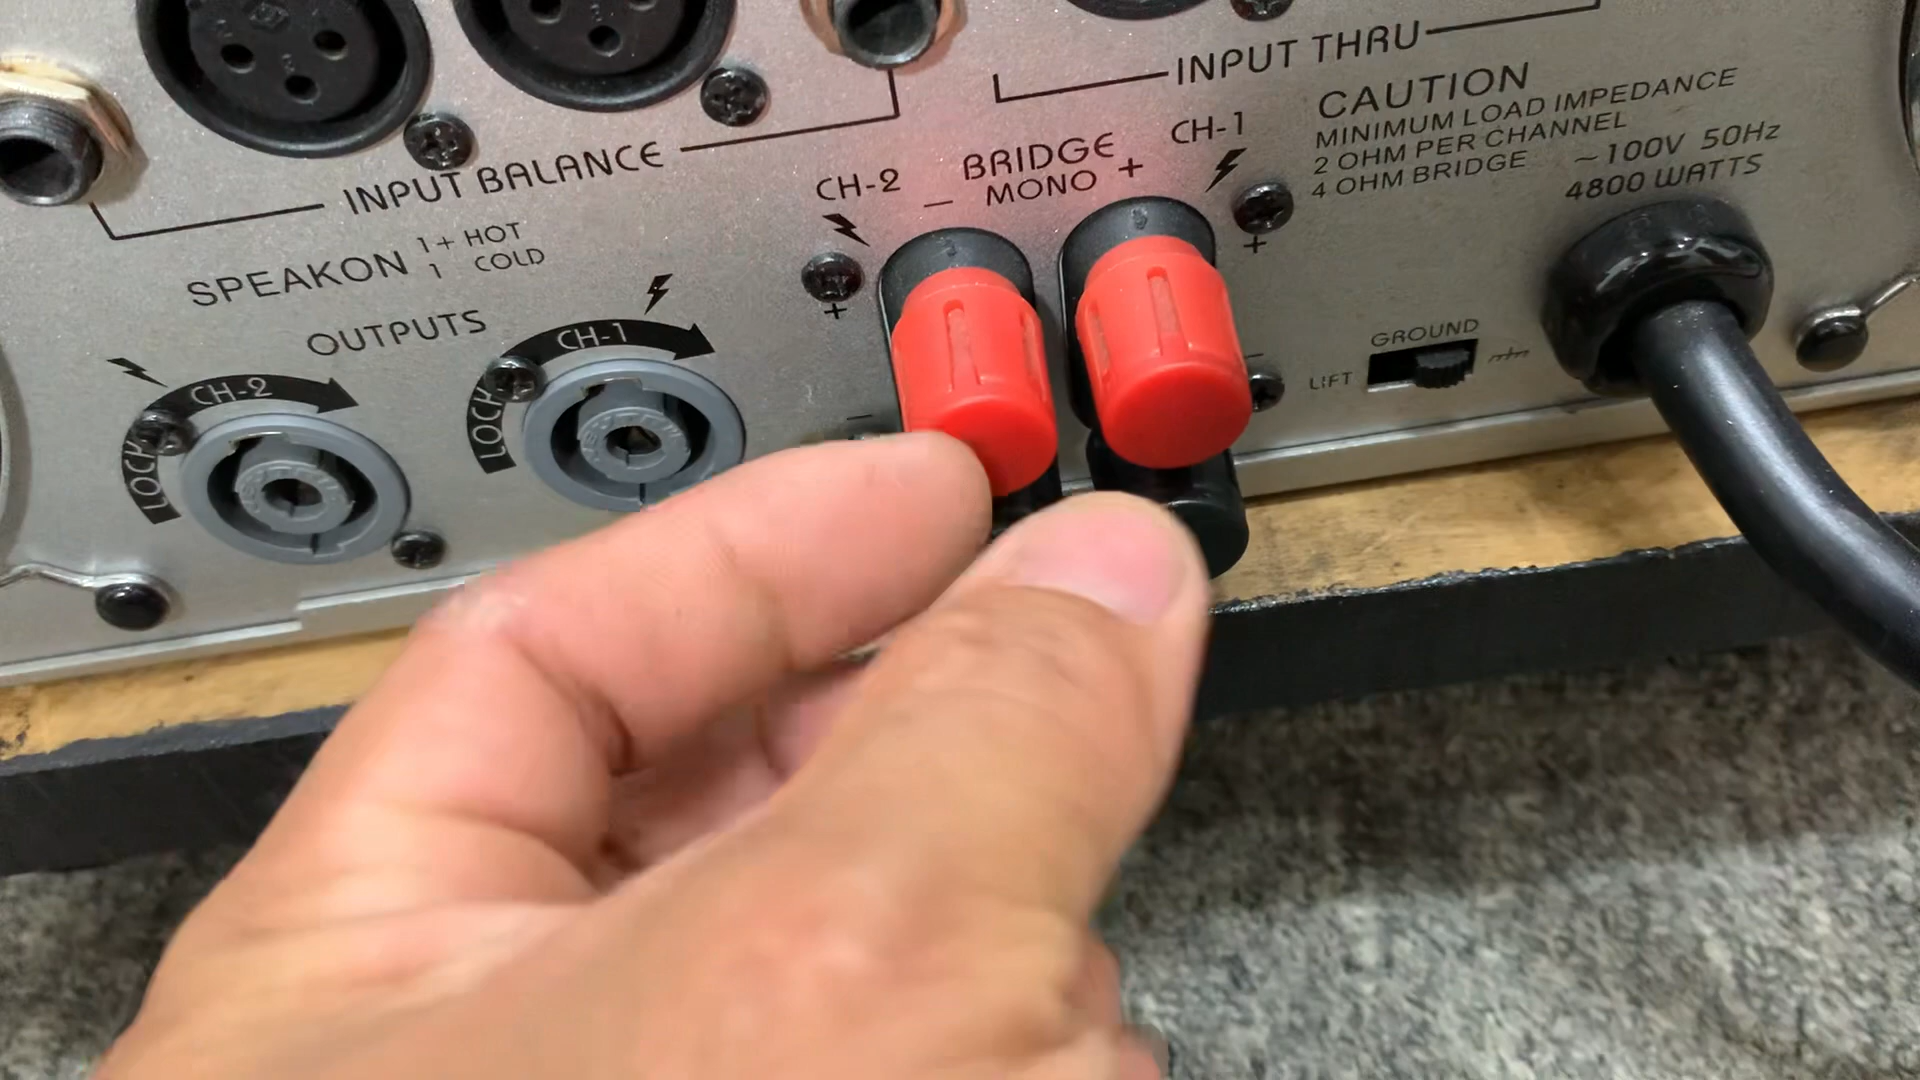 INPUT THRU
INPUT BALANCE
CAUTION
MINIMUM LOAD IMPEDANCE
2 OHM PER CHANNEL
4 OHM BRIDGE
~100V 50Hz
4800 WATTS
CH-2
BRIDGE
— MONO +
CH-1
SPEAKON 1+ HOT
1 COLD
OUTPUTS
CH-2
LOCK
CH-1
LOCK
+
+
—
—
GROUND
LIFT